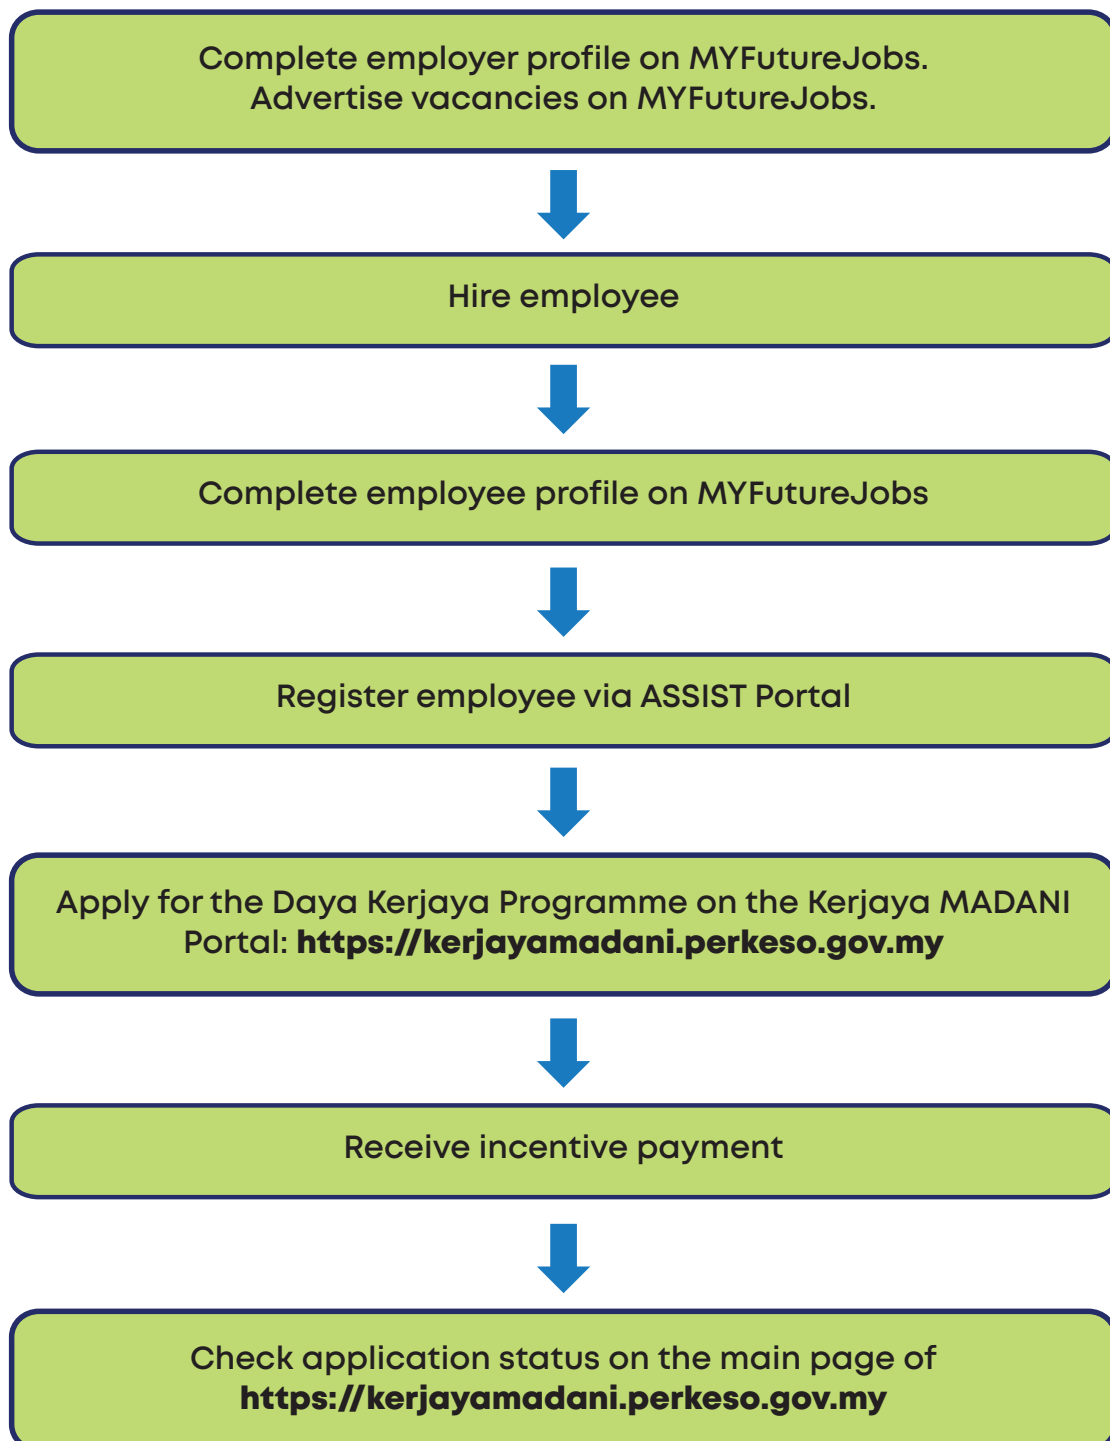 Complete employer profile on MYFutureJobs.
Advertise vacancies on MYFutureJobs.
Hire employee
Complete employee profile on MYFutureJobs
Register employee via ASSIST Portal
Apply for the Daya Kerjaya Programme on the Kerjaya MADANI
Portal: https://kerjayamadani.perkeso.gov.my
Receive incentive payment
Check application status on the main page of
https://kerjayamadani.perkeso.gov.my